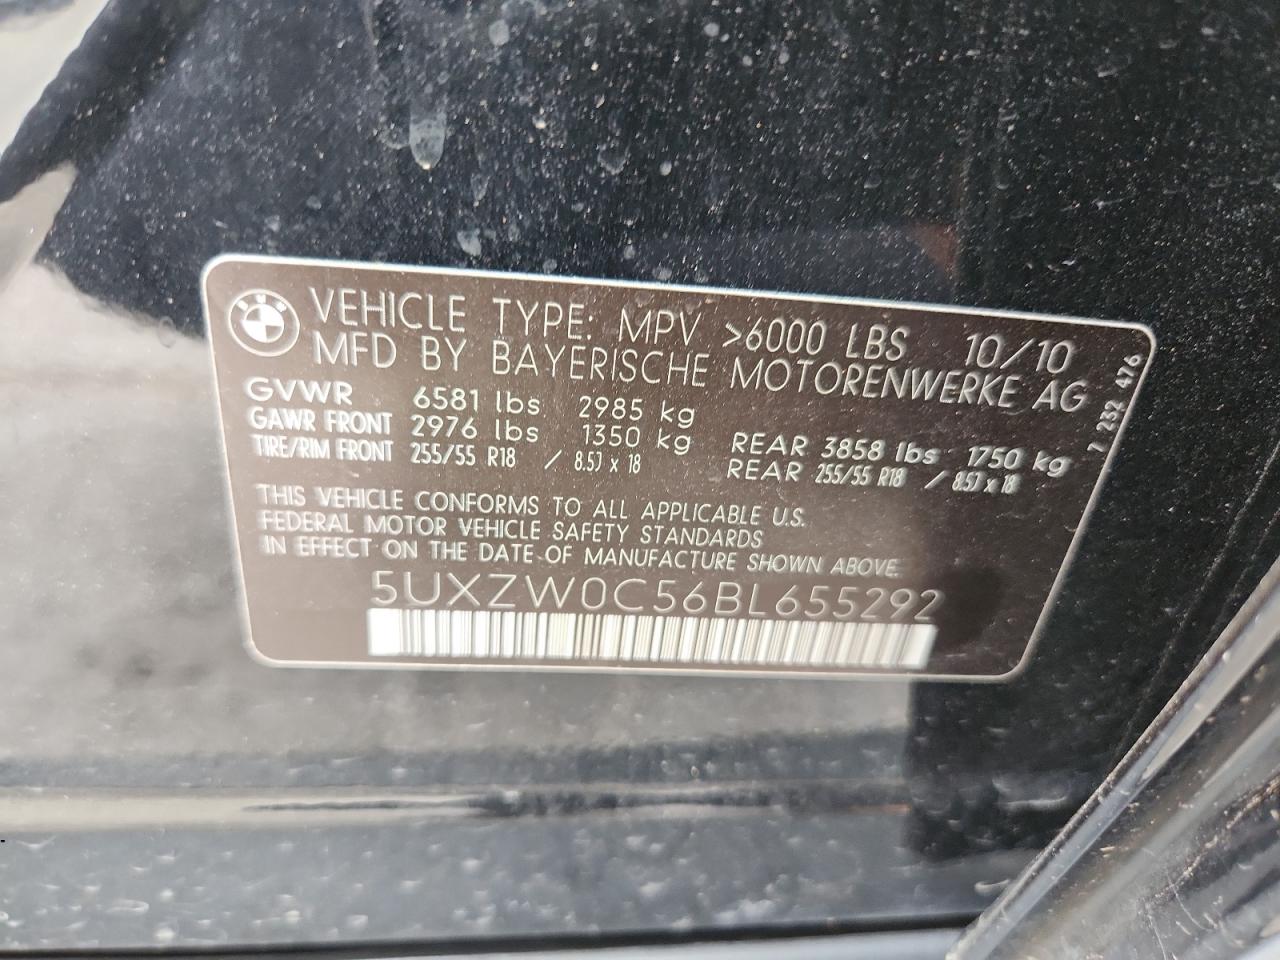 BMW
VEHICLE TYPE: MPV >6000 LBS 10/10
MFD BY BAYERISCHE MOTORENWERKE AG
GVWR 6581 lbs 2985 kg
GAWR FRONT 2976 lbs 1350 kg REAR 3858 lbs 1750 kg
TIRE/RIM FRONT 255/55 R18 / 8.5J x 18 REAR 255/55 R18 / 8.5J x 18
7 232 476
THIS VEHICLE CONFORMS TO ALL APPLICABLE U.S.
FEDERAL MOTOR VEHICLE SAFETY STANDARDS
IN EFFECT ON THE DATE OF MANUFACTURE SHOWN ABOVE.
5UXZW0C56BL655292